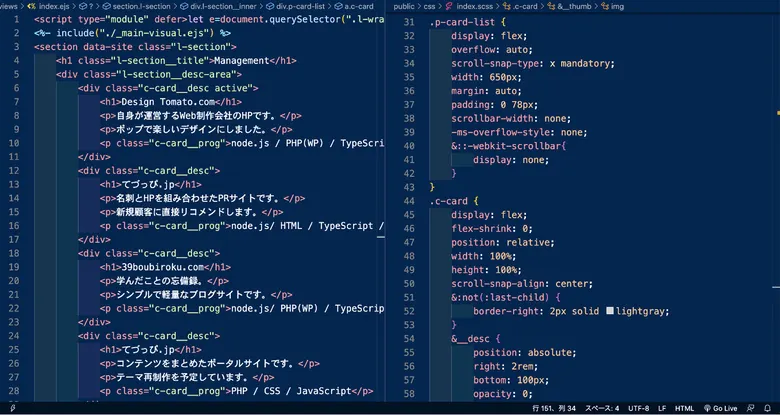 views > index.ejs > ? > section.l-section > div.l-section__inner > div.p-card-list > a.c-card
1 <script type="module" defer>let e=document.querySelector(".l-wra
2 <%- include("./_main-visual.ejs") %>
3 <section data-site class="l-section">
4 <h1 class="l-section__title">Management</h1>
5 <div class="l-section__desc-area">
6 <div class="c-card__desc active">
7 <h1>Design Tomato.com</h1>
8 <p>自身が運営するWeb制作会社のHPです。</p>
9 <p>ポップで楽しいデザインにしました。</p>
10 <p class="c-card__prog">node.js / PHP(WP) / TypeScri
11 </div>
12 <div class="c-card__desc">
13 <h1>てづっぴ.jp</h1>
14 <p>名刺とHPを組み合わせたPRサイトです。</p>
15 <p>新規顧客に直接リコメンドします。</p>
16 <p class="c-card__prog">node.js/ HTML / TypeScript /
17 </div>
18 <div class="c-card__desc">
19 <h1>39boubiroku.com</h1>
20 <p>学んだことの忘備録。</p>
21 <p>シンプルで軽量なブログサイトです。</p>
22 <p class="c-card__prog">node.js/ PHP(WP) / TypeScrip
23 </div>
24 <div class="c-card__desc">
25 <h1>てづっぴ.jp</h1>
26 <p>コンテンツをまとめたポータルサイトです。</p>
27 <p>テーマ再制作を予定しています。</p>
28 <p class="c-card__prog">PHP / CSS / JavaScript</p>
public > css > index.scss > .c-card > &__desc > img
31 .p-card-list {
32 display: flex;
33 overflow: auto;
34 scroll-snap-type: x mandatory;
35 width: 650px;
36 margin: auto;
37 padding: 0 78px;
38 scrollbar-width: none;
39 -ms-overflow-style: none;
40 &::-webkit-scrollbar{
41 display: none;
42 }
43 }
44 .c-card {
45 display: flex;
46 flex-shrink: 0;
47 position: relative;
48 width: 100%;
49 height: 100%;
50 scroll-snap-align: center;
51 &:not(:last-child) {
52 border-right: 2px solid lightgray;
53 }
54 &__desc {
55 position: absolute;
56 right: 2rem;
57 bottom: 100px;
58 opacity: 0;
行 151、列 34 スペース: 4 UTF-8 LF HTML Go Live